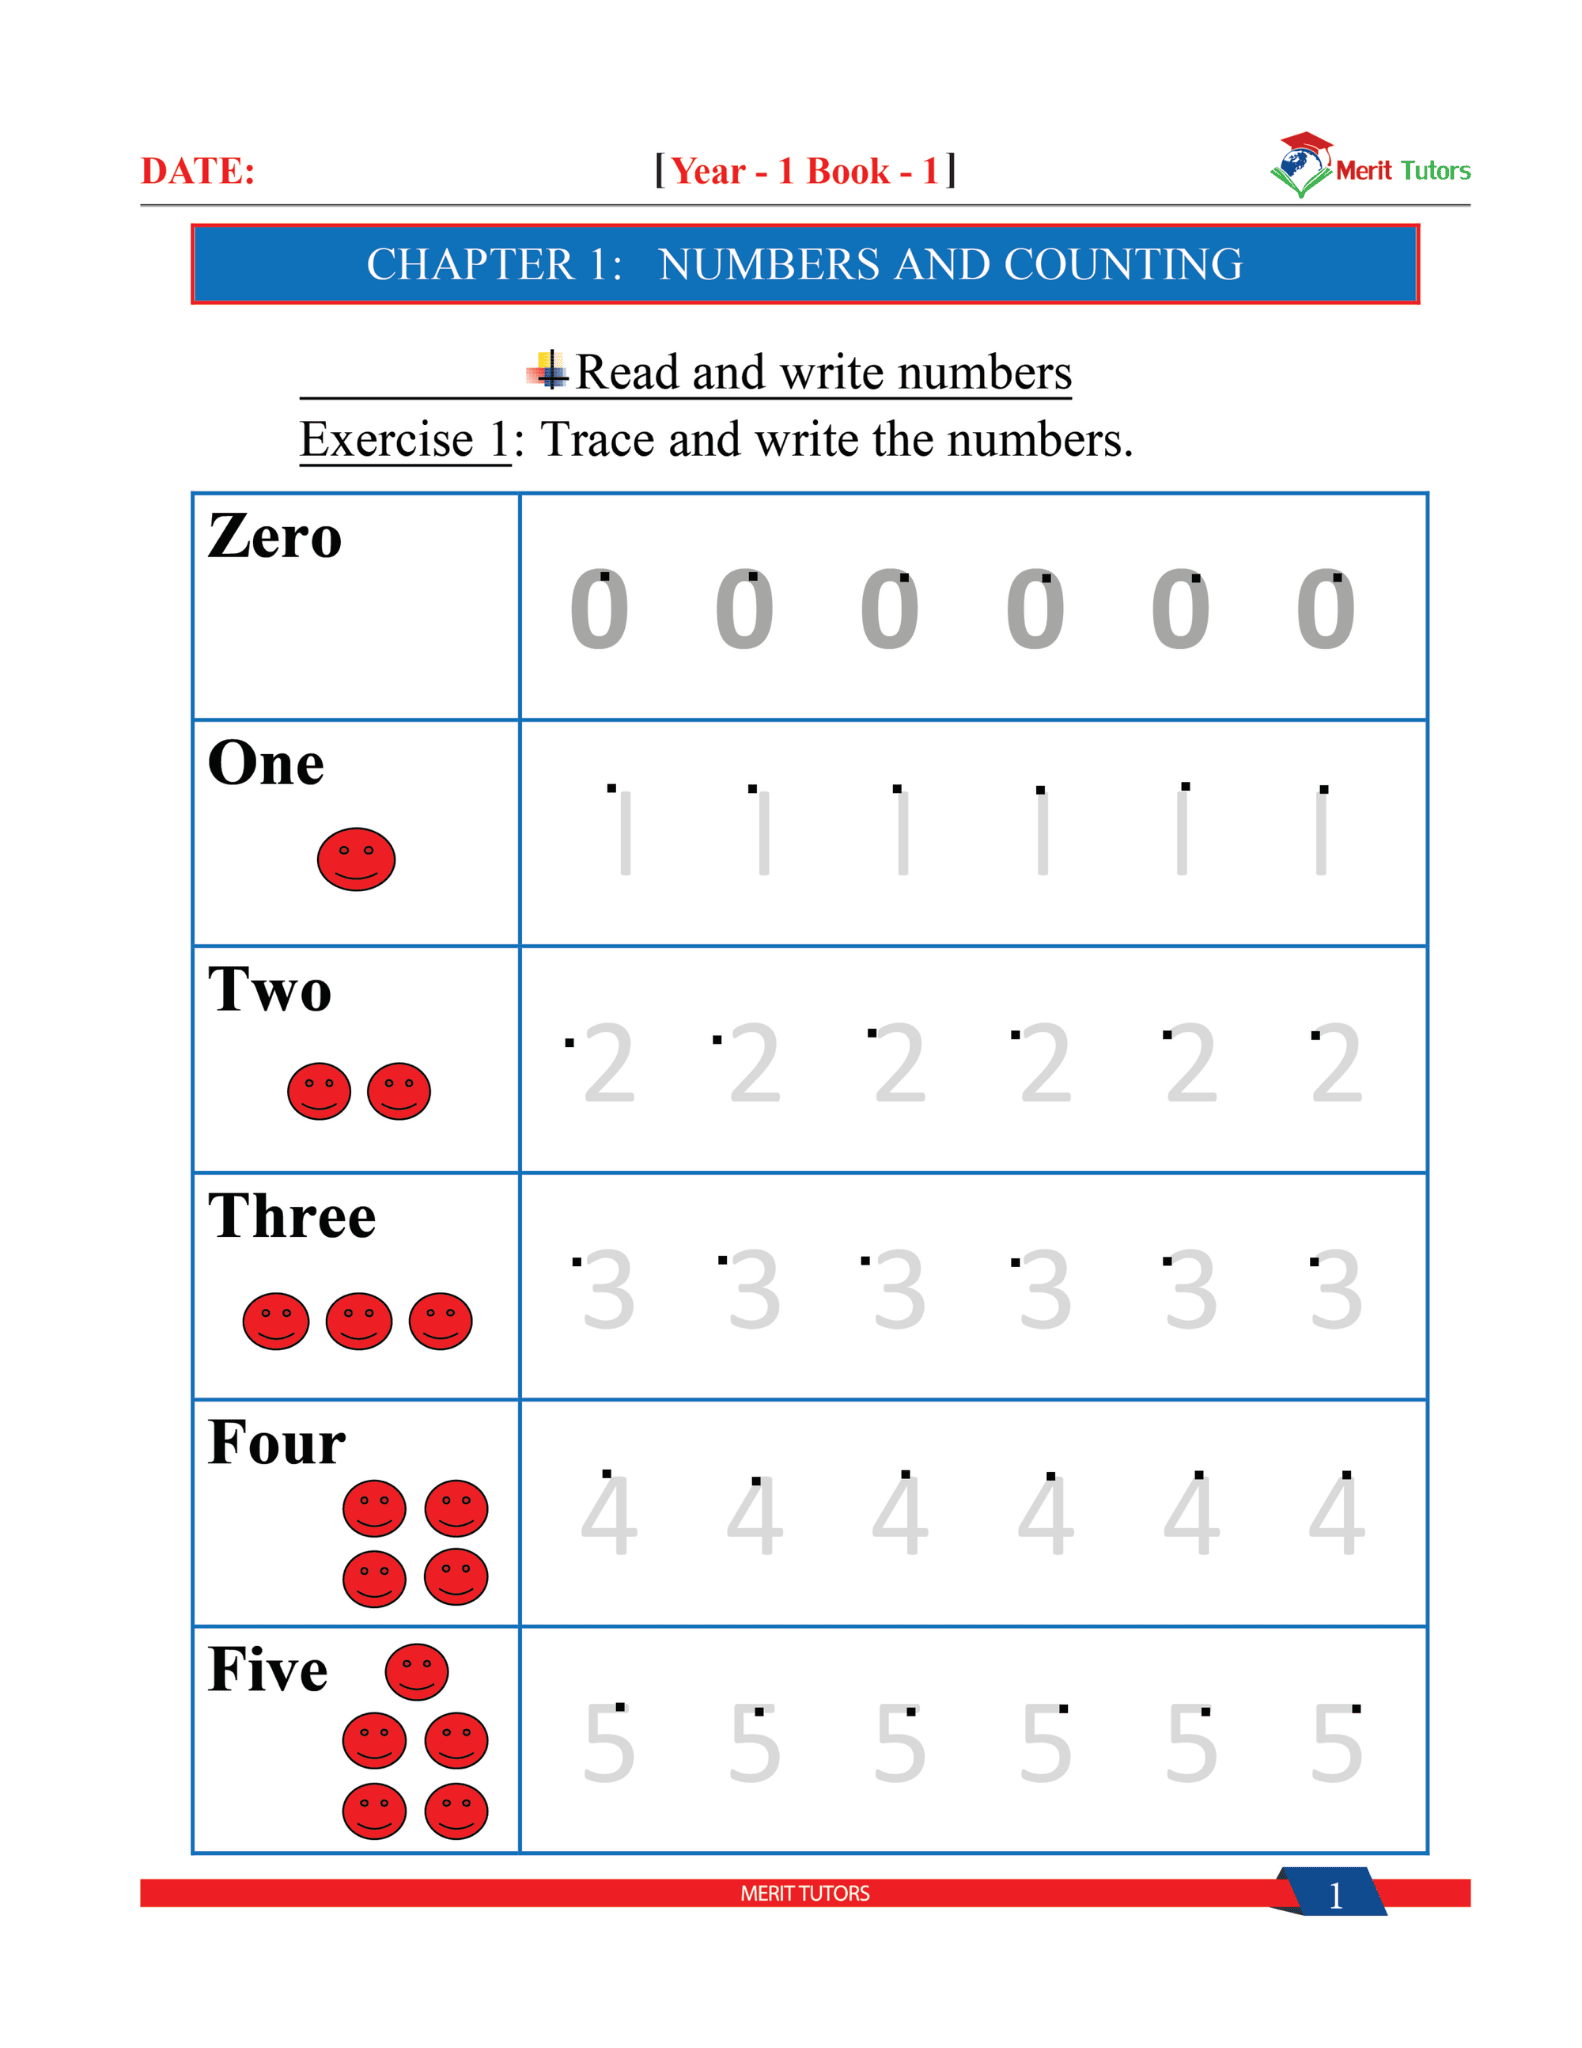 DATE: [ Year - 1 Book - 1 ] Merit Tutors
CHAPTER 1: NUMBERS AND COUNTING
Read and write numbers
Exercise 1: Trace and write the numbers.
Zero
0 0 0 0 0 0
One
1 1 1 1 1 1
Two
2 2 2 2 2 2
Three
3 3 3 3 3 3
Four
4 4 4 4 4 4
Five
5 5 5 5 5 5
MERIT TUTORS 1